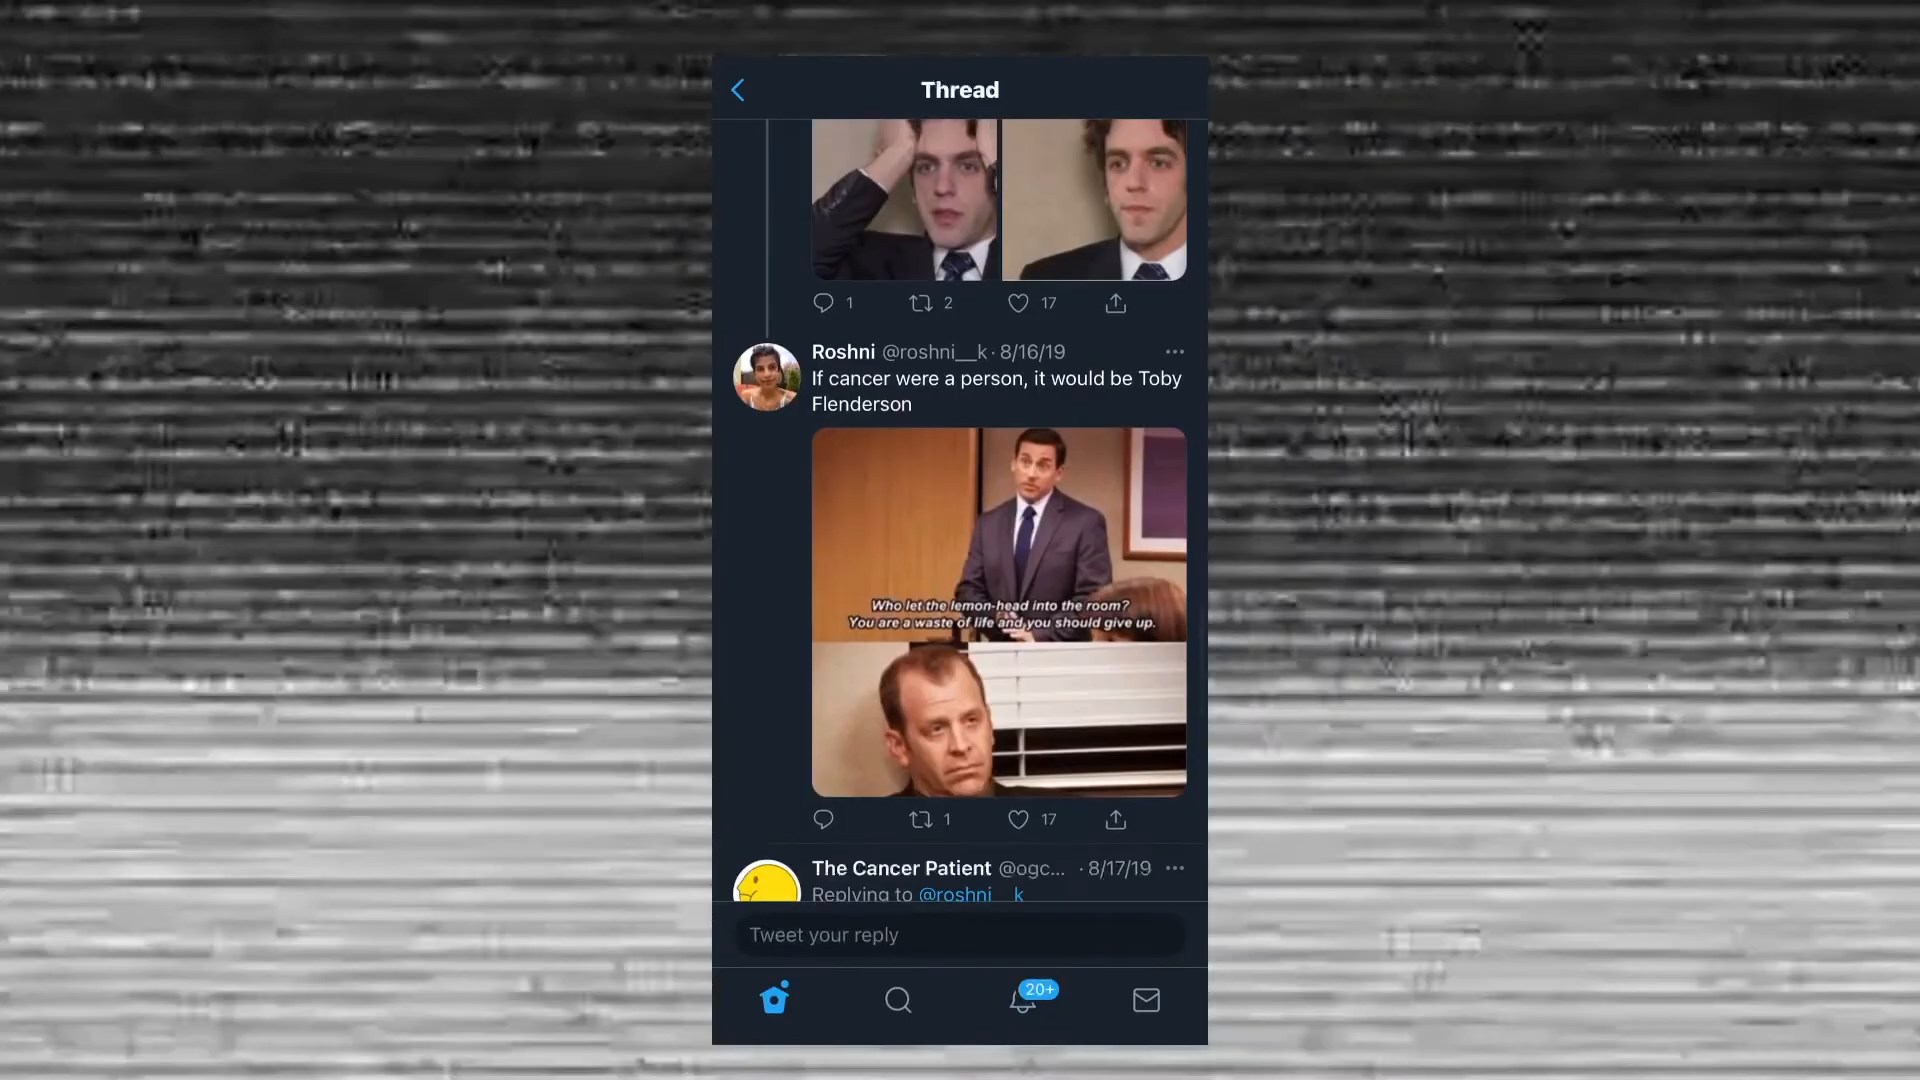 Thread
1 2 17
Roshni @roshni__k · 8/16/19
If cancer were a person, it would be Toby
Flenderson
Who let the lemon-head into the room?
You are a waste of life and you should give up.
1 17
The Cancer Patient @ogc... · 8/17/19
Replying to @roshni__k
Tweet your reply
20+